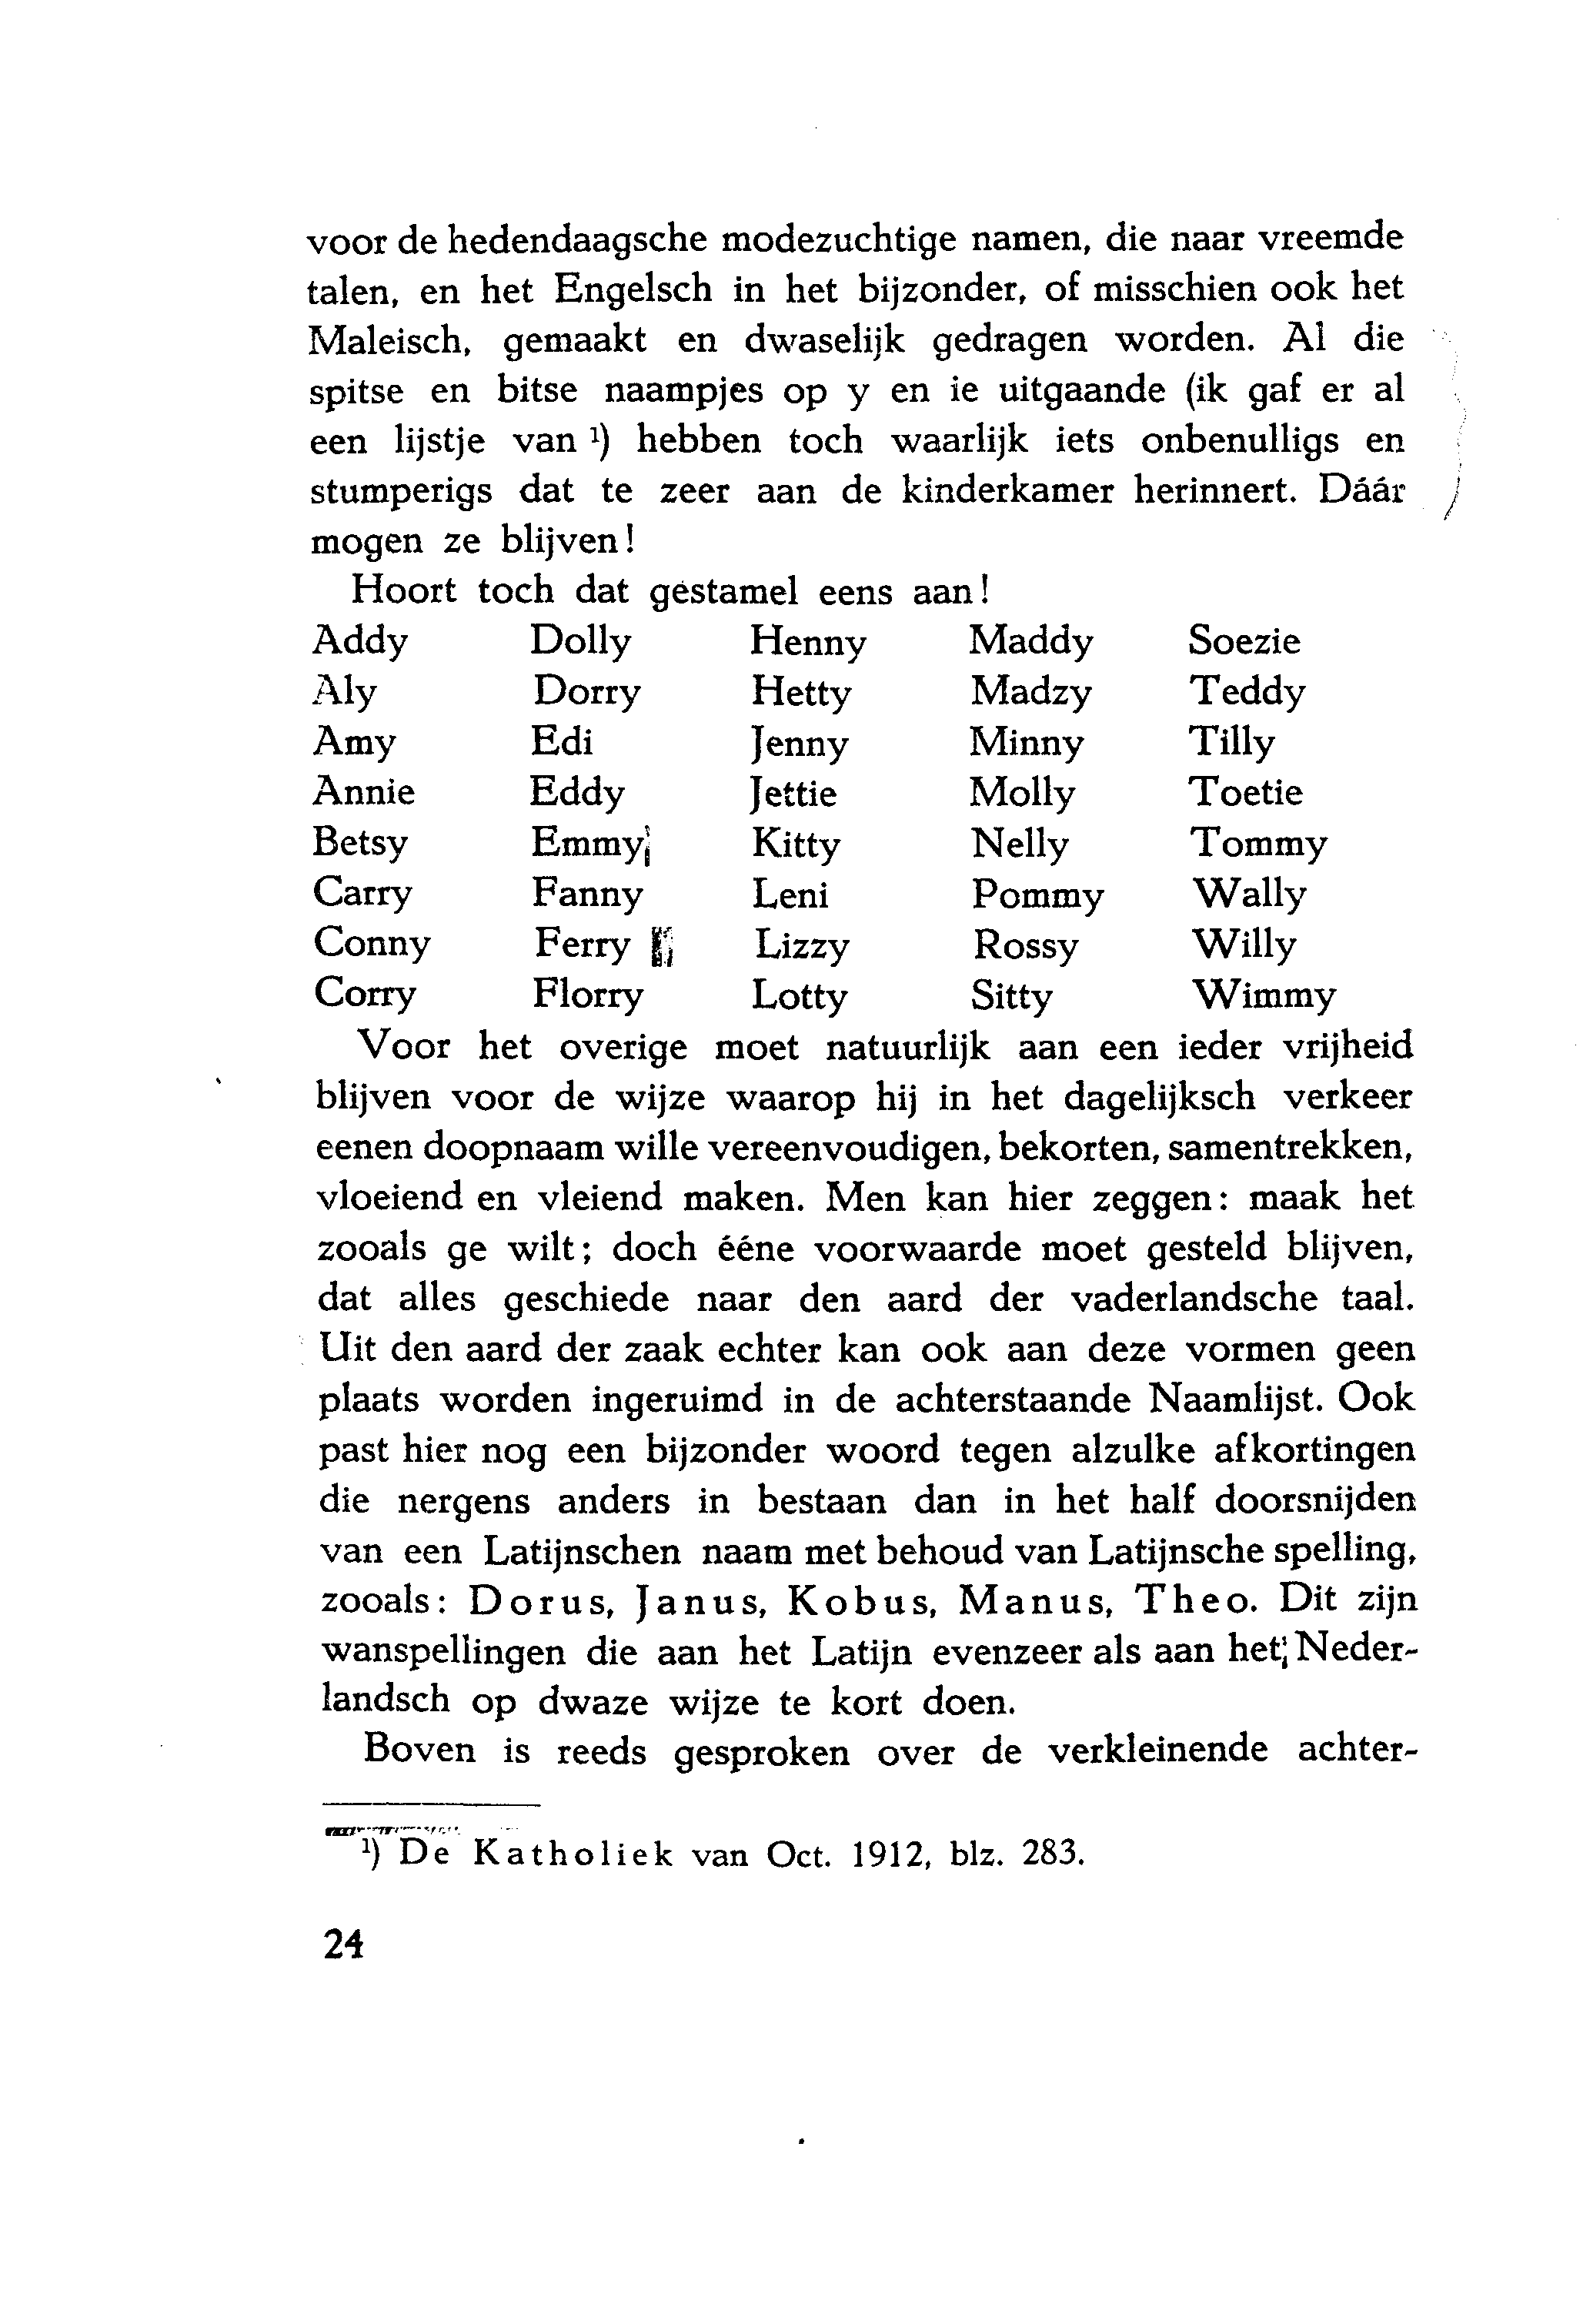 voor de hedendaagsche modezuchtige namen, die naar vreemde
talen, en het Engelsch in het bijzonder, of misschien ook het
Maleisch, gemaakt en dwaselijk gedragen worden. Al die
spitse en bitse naampjes op y en ie uitgaande (ik gaf er al
een lijstje van ¹) hebben toch waarlijk iets onbenulligs en
stumperigs dat te zeer aan de kinderkamer herinnert. Dáár
mogen ze blijven!
Hoort toch dat gestamel eens aan!
Addy Dolly Henny Maddy Soezie
Aly Dorry Hetty Madzy Teddy
Amy Edi Jenny Minny Tilly
Annie Eddy Jettie Molly Toetie
Betsy Emmy Kitty Nelly Tommy
Carry Fanny Leni Pommy Wally
Conny Ferry Lizzy Rossy Willy
Corry Florry Lotty Sitty Wimmy
Voor het overige moet natuurlijk aan een ieder vrijheid
blijven voor de wijze waarop hij in het dagelijksch verkeer
eenen doopnaam wille vereenvoudigen, bekorten, samentrekken,
vloeiend en vleiend maken. Men kan hier zeggen: maak het
zooals ge wilt; doch ééne voorwaarde moet gesteld blijven,
dat alles geschiede naar den aard der vaderlandsche taal.
Uit den aard der zaak echter kan ook aan deze vormen geen
plaats worden ingeruimd in de achterstaande Naamlijst. Ook
past hier nog een bijzonder woord tegen alzulke afkortingen
die nergens anders in bestaan dan in het half doorsnijden
van een Latijnschen naam met behoud van Latijnsche spelling,
zooals: Dorus, Janus, Kobus, Manus, Theo. Dit zijn
wanspellingen die aan het Latijn evenzeer als aan het Neder-
landsch op dwaze wijze te kort doen.
Boven is reeds gesproken over de verkleinende achter-
¹) De Katholiek van Oct. 1912, blz. 283.
24